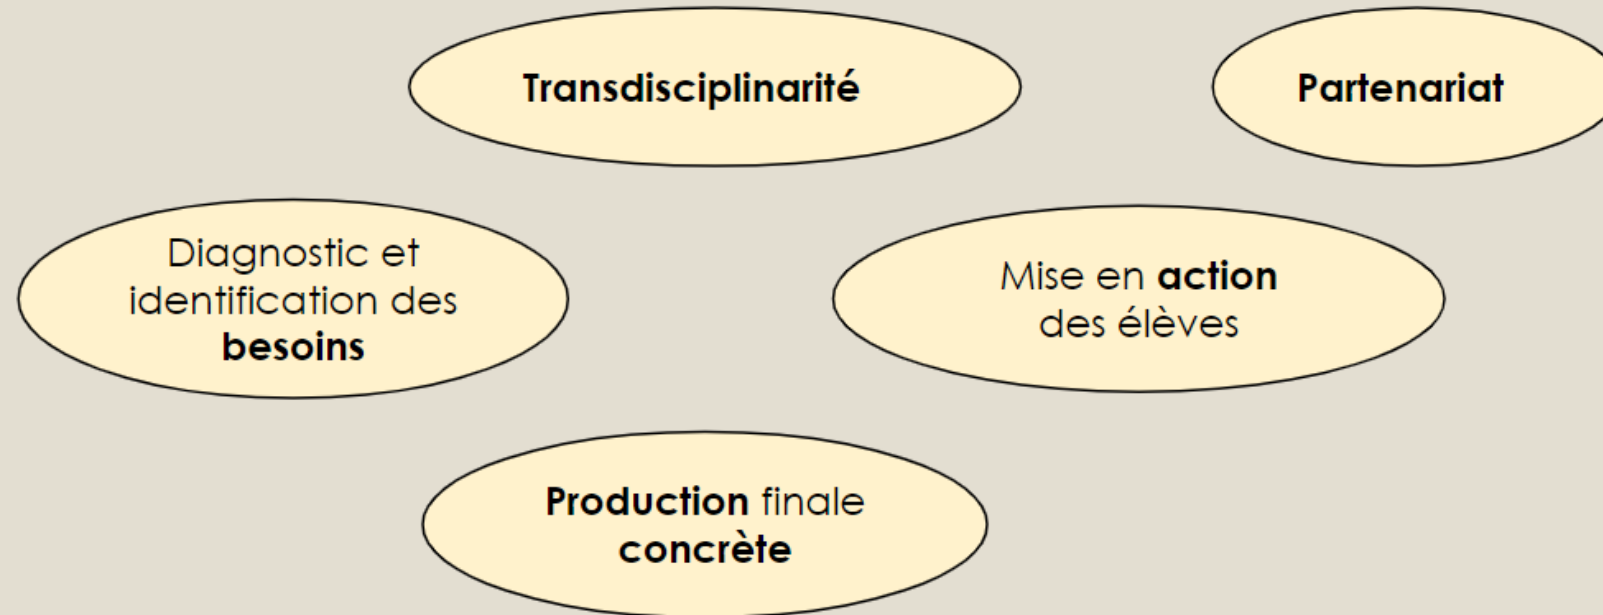 Transdisciplinarité
Partenariat
Diagnostic et
identification des
besoins
Mise en action
des élèves
Production finale
concrète